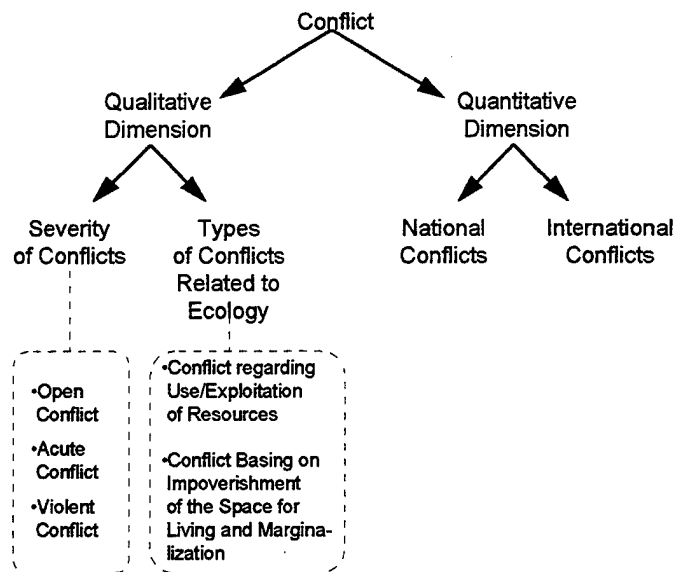 Conflict
Qualitative
Dimension
Quantitative
Dimension
Severity
of Conflicts
Types
of Conflicts
Related to
Ecology
National
Conflicts
International
Conflicts
•Open
Conflict
•Acute
Conflict
•Violent
Conflict
•Conflict regarding
Use/Exploitation
of Resources
•Conflict Basing on
Impoverishment
of the Space for
Living and Margina-
lization